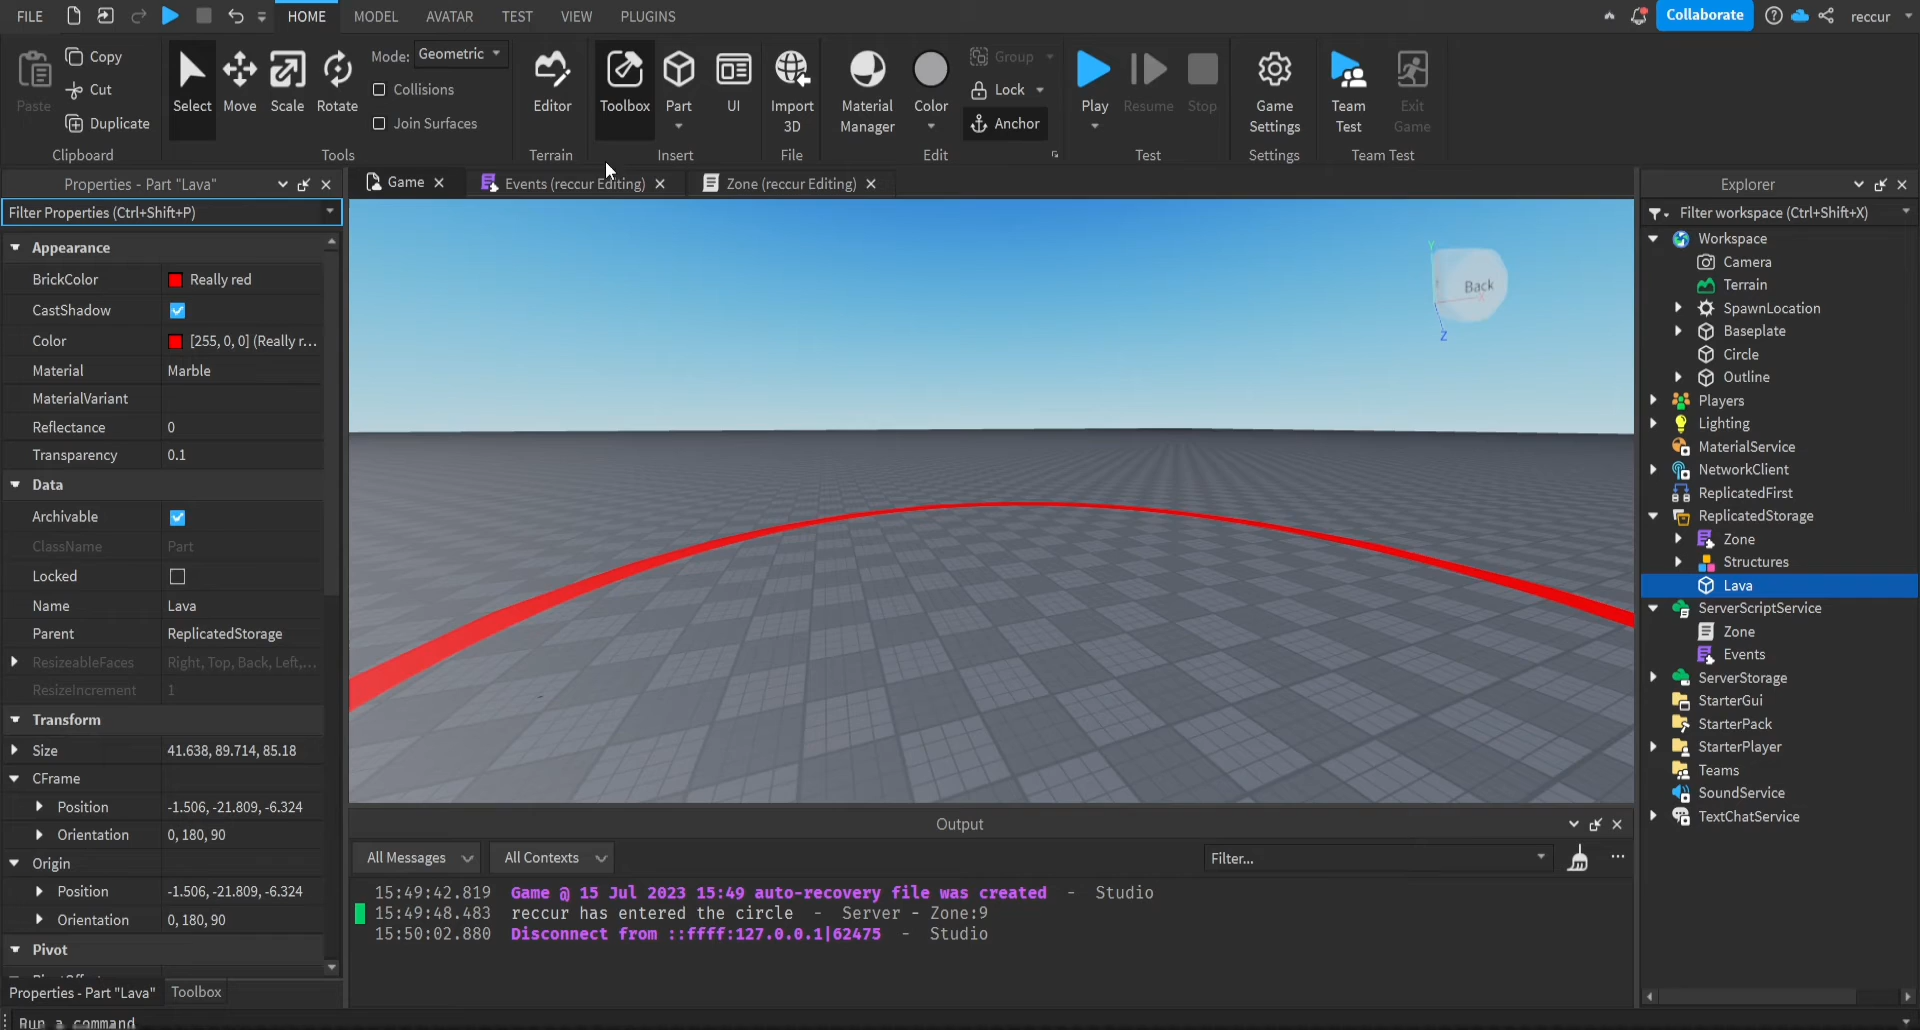 FILE
HOME
MODEL
AVATAR
TEST
VIEW
PLUGINS
Collaborate
reccur
Paste
Copy
Cut
Duplicate
Clipboard
Select
Move
Scale
Rotate
Mode: Geometric
Collisions
Join Surfaces
Tools
Editor
Terrain
Toolbox
Part
UI
Insert
Import
3D
File
Material
Manager
Color
Group
Lock
Anchor
Edit
Play
Resume
Stop
Test
Game
Settings
Settings
Team
Test
Exit
Game
Team Test
Properties - Part "Lava"
Filter Properties (Ctrl+Shift+P)
Appearance
BrickColor Really red
CastShadow
Color [255, 0, 0] (Really r...
Material Marble
MaterialVariant
Reflectance 0
Transparency 0.1
Data
Archivable
ClassName Part
Locked
Name Lava
Parent ReplicatedStorage
ResizeableFaces Right, Top, Back, Left,...
ResizeIncrement 1
Transform
Size 41.638, 89.714, 85.18
CFrame
Position -1.506, -21.809, -6.324
Orientation 0, 180, 90
Origin
Position -1.506, -21.809, -6.324
Orientation 0, 180, 90
Pivot
Properties - Part "Lava"
Toolbox
Run a command
Game
Events (reccur Editing)
Zone (reccur Editing)
Y
Back
X
Z
Output
All Messages
All Contexts
Filter...
15:49:42.819 Game @ 15 Jul 2023 15:49 auto-recovery file was created - Studio
15:49:48.483 reccur has entered the circle - Server - Zone:9
15:50:02.880 Disconnect from ::ffff:127.0.0.1|62475 - Studio
Explorer
Filter workspace (Ctrl+Shift+X)
Workspace
Camera
Terrain
SpawnLocation
Baseplate
Circle
Outline
Players
Lighting
MaterialService
NetworkClient
ReplicatedFirst
ReplicatedStorage
Zone
Structures
Lava
ServerScriptService
Zone
Events
ServerStorage
StarterGui
StarterPack
StarterPlayer
Teams
SoundService
TextChatService